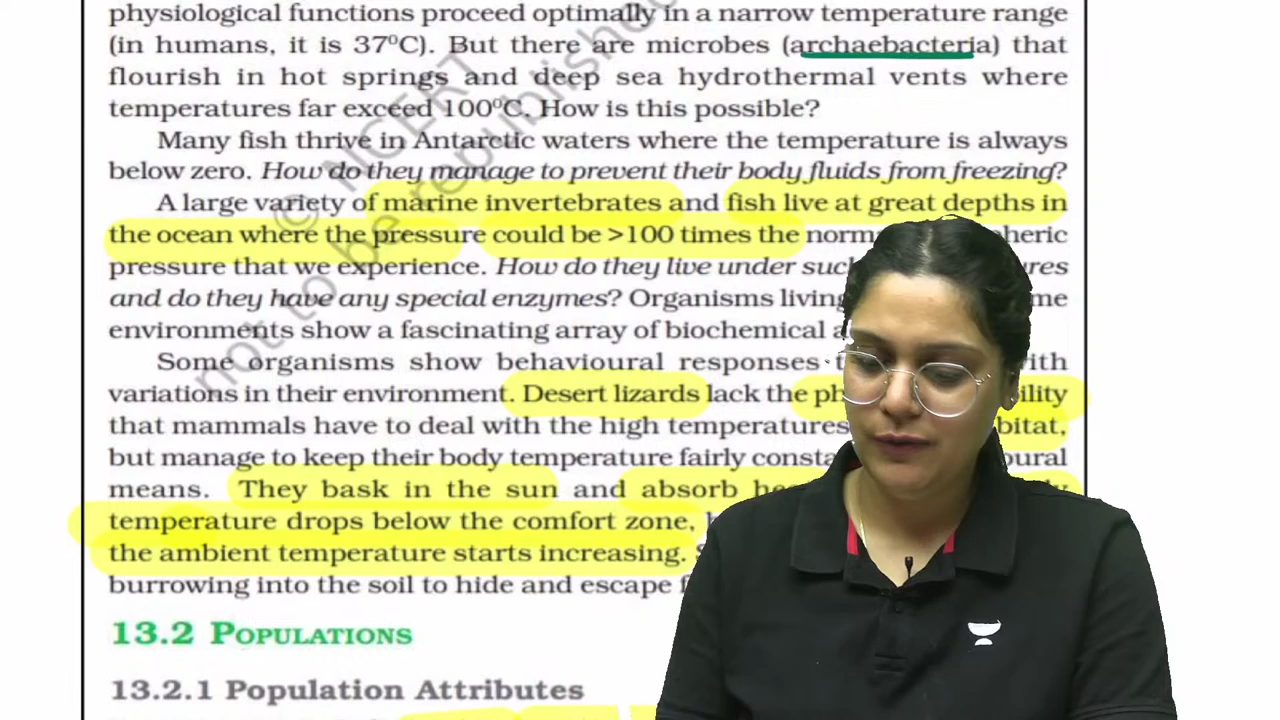 physiological functions proceed optimally in a narrow temperature range
(in humans, it is 37⁰C). But there are microbes (archaebacteria) that
flourish in hot springs and deep sea hydrothermal vents where
temperatures far exceed 100⁰C. How is this possible?
Many fish thrive in Antarctic waters where the temperature is always
below zero. How do they manage to prevent their body fluids from freezing?
A large variety of marine invertebrates and fish live at great depths in
the ocean where the pressure could be >100 times the
pressure that we experience. How do they live under
and do they have any special enzymes? Organisms living
environments show a fascinating array of biochemical
Some organisms show behavioural responses with
variations in their environment. Desert lizards lack the
that mammals have to deal with the high temperatures
but manage to keep their body temperature fairly
means. They bask in the sun and absorb
temperature drops below the comfort zone,
the ambient temperature starts increasing.
burrowing into the soil to hide and escape
13.2 POPULATIONS
13.2.1 Population Attributes
© NCERT
not to be republished